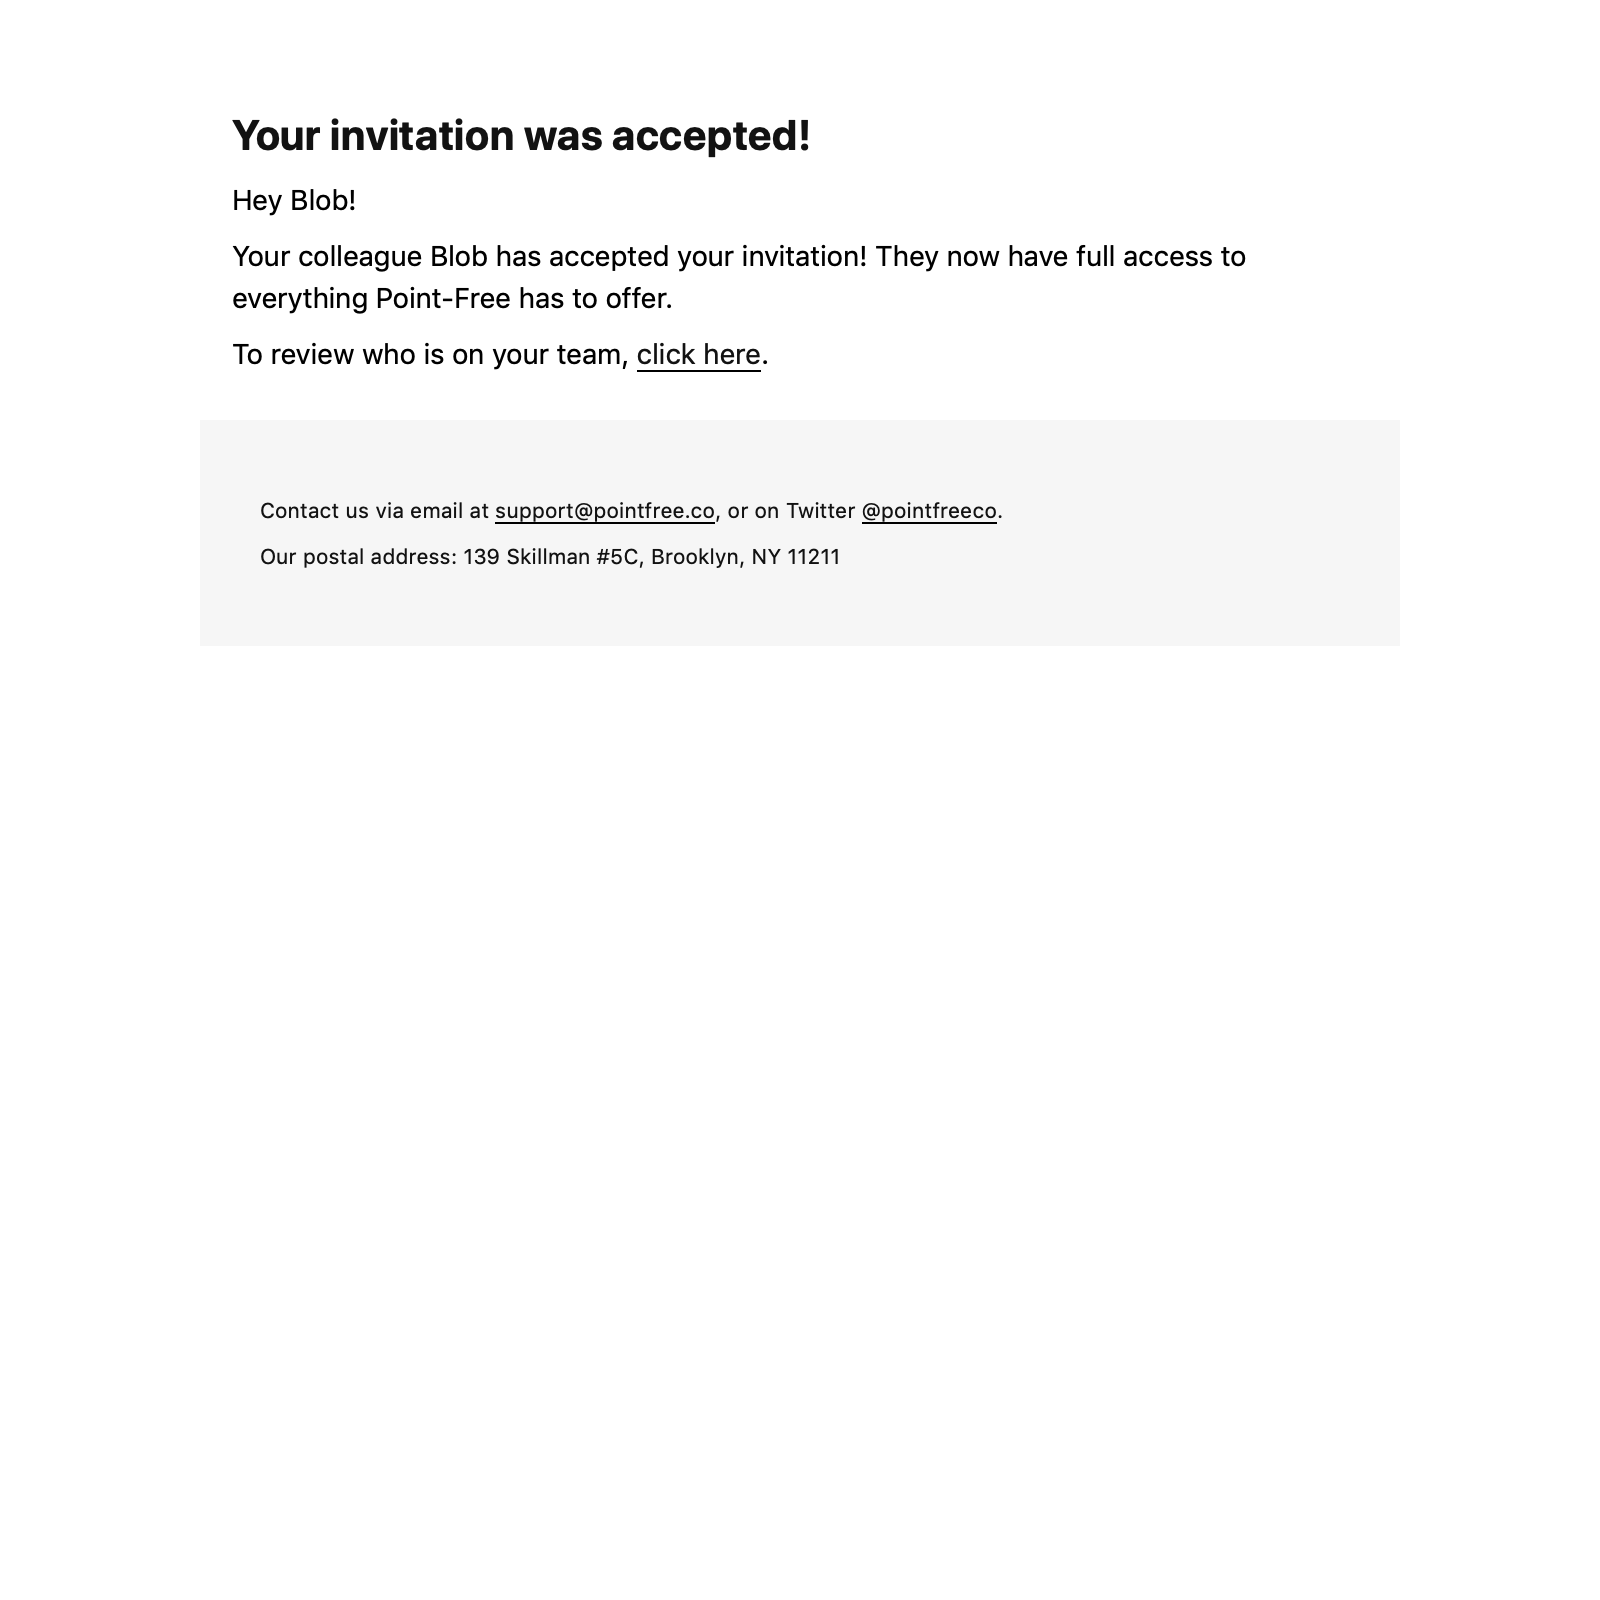 Your invitation was accepted!
Hey Blob!
Your colleague Blob has accepted your invitation! They now have full access to
everything Point-Free has to offer.
To review who is on your team, click here.
Contact us via email at support@pointfree.co, or on Twitter @pointfreeco.
Our postal address: 139 Skillman #5C, Brooklyn, NY 11211